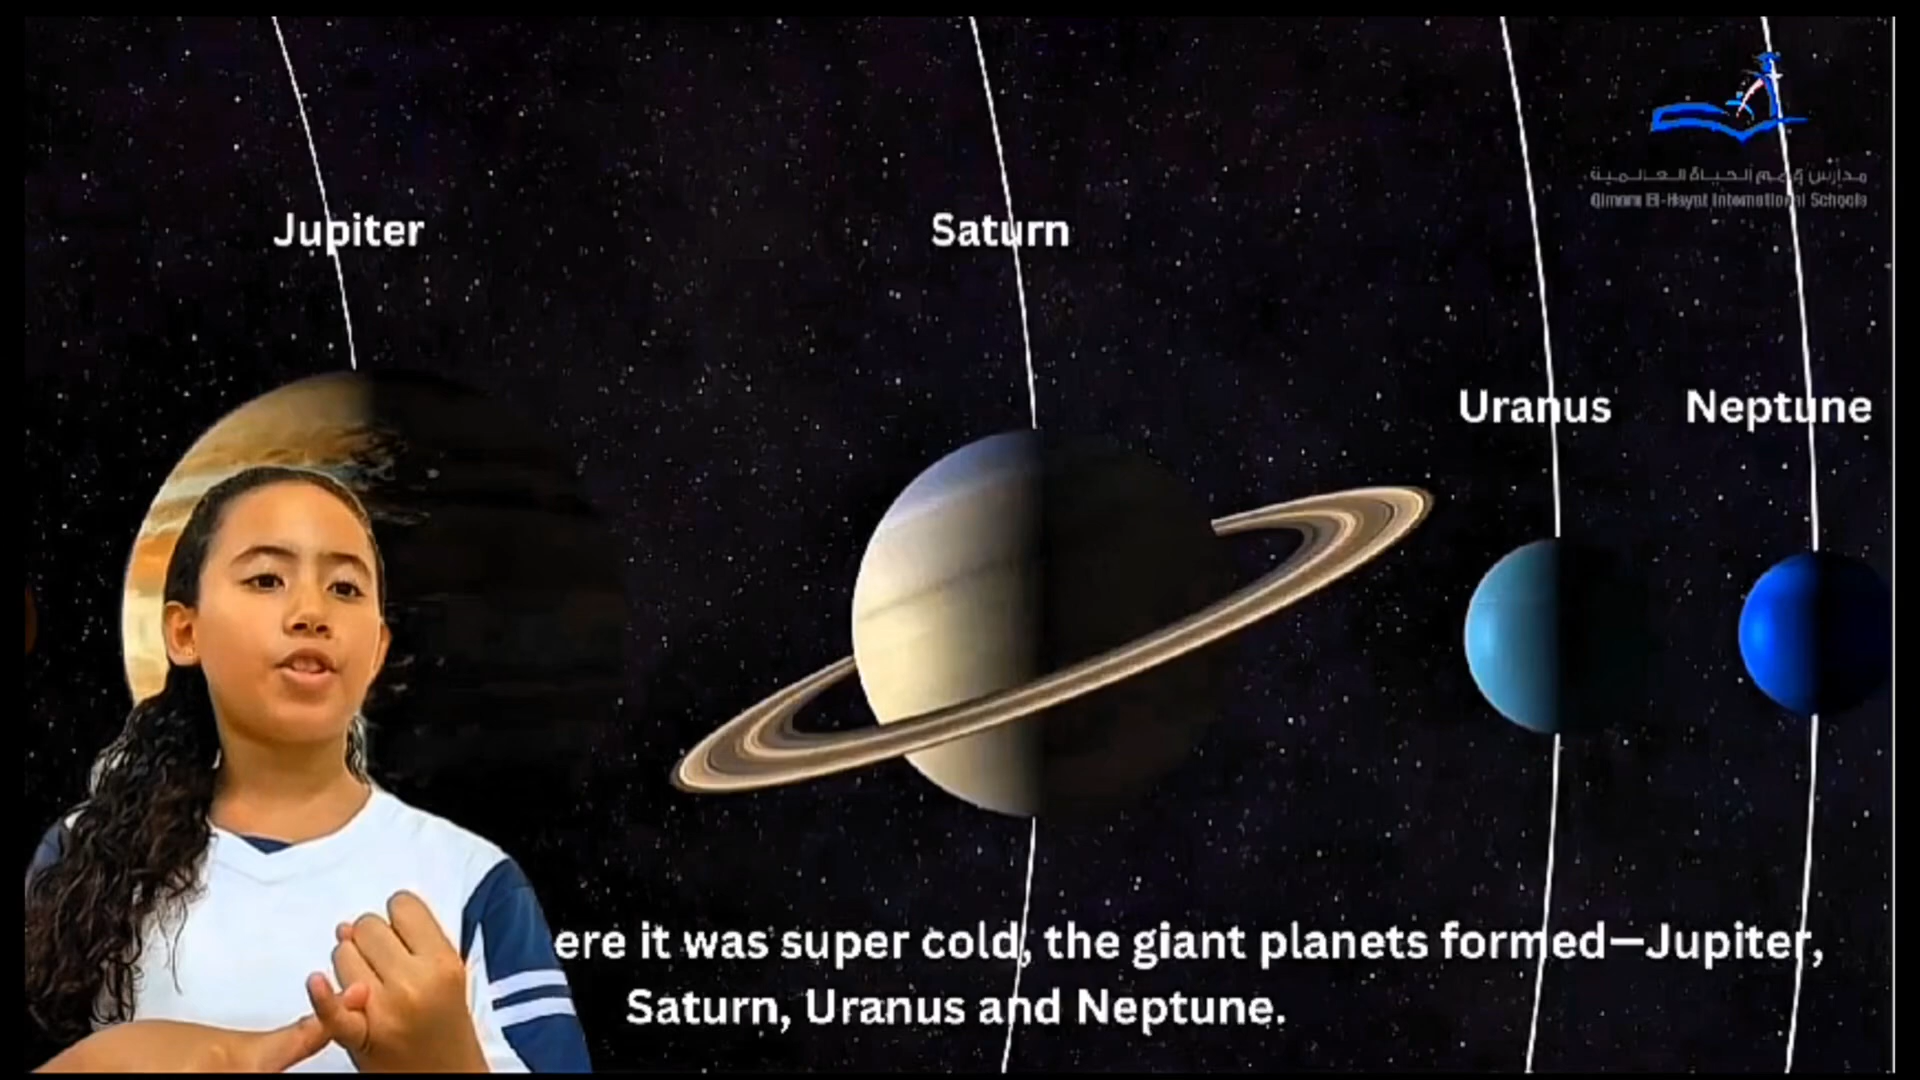 Jupiter
Saturn
Uranus
Neptune
مدارس قمم الحياة العالمية
Qimam El-Hayat International Schools
ere it was super cold, the giant planets formed—Jupiter,
Saturn, Uranus and Neptune.